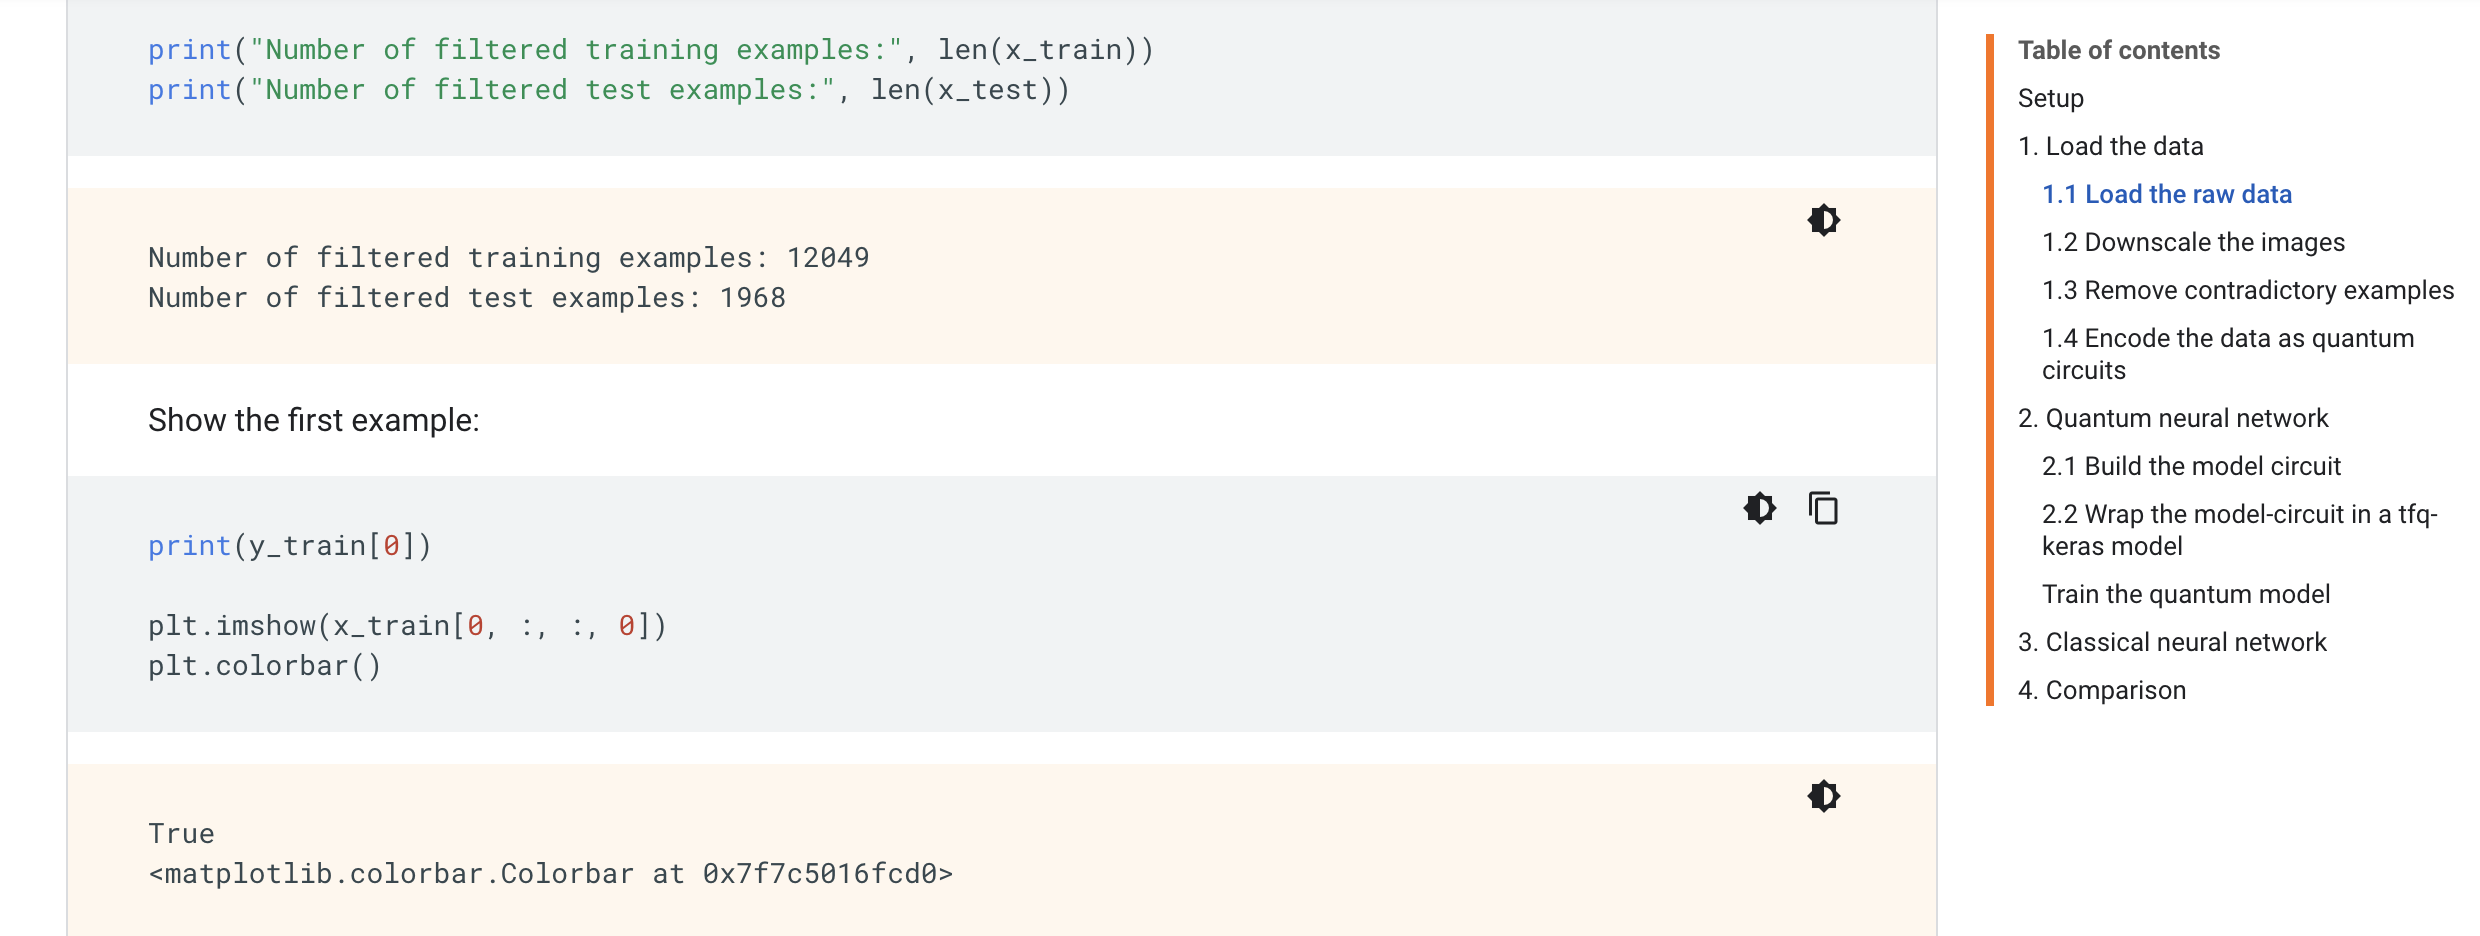 print("Number of filtered training examples:", len(x_train))
print("Number of filtered test examples:", len(x_test))
Number of filtered training examples: 12049
Number of filtered test examples: 1968
Show the first example:
print(y_train[0])
plt.imshow(x_train[0, :, :, 0])
plt.colorbar()
True
<matplotlib.colorbar.Colorbar at 0x7f7c5016fcd0>
Table of contents
Setup
1. Load the data
1.1 Load the raw data
1.2 Downscale the images
1.3 Remove contradictory examples
1.4 Encode the data as quantum
circuits
2. Quantum neural network
2.1 Build the model circuit
2.2 Wrap the model-circuit in a tfq-
keras model
Train the quantum model
3. Classical neural network
4. Comparison